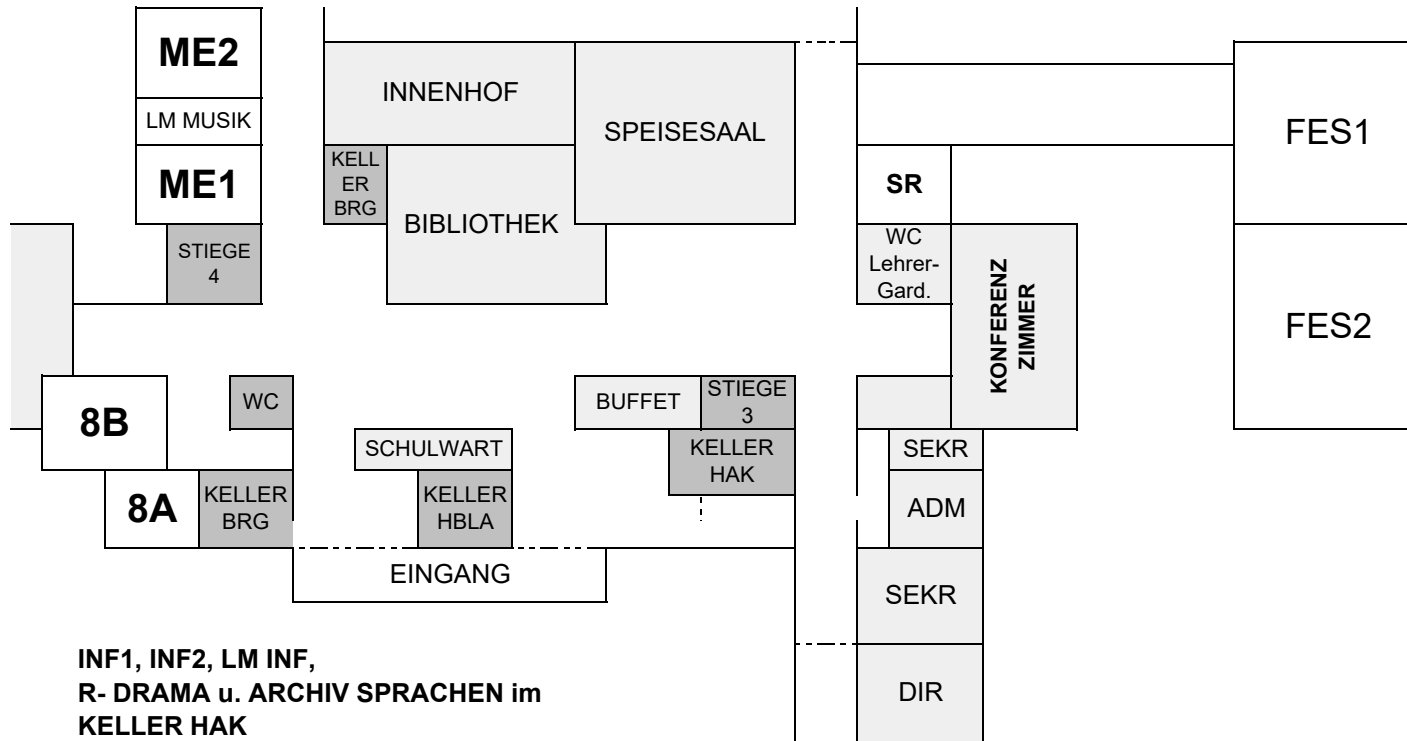 ME2
LM MUSIK
ME1
STIEGE
4
INNENHOF
SPEISESAAL
KELL
ER
BRG
BIBLIOTHEK
SR
WC
Lehrer-
Gard.
KONFERENZ
ZIMMER
FES1
FES2
8B
WC
BUFFET
STIEGE
3
SCHULWART
KELLER
HAK
SEKR
8A
KELLER
BRG
KELLER
HBLA
ADM
EINGANG
SEKR
DIR
INF1, INF2, LM INF,
R- DRAMA u. ARCHIV SPRACHEN im
KELLER HAK